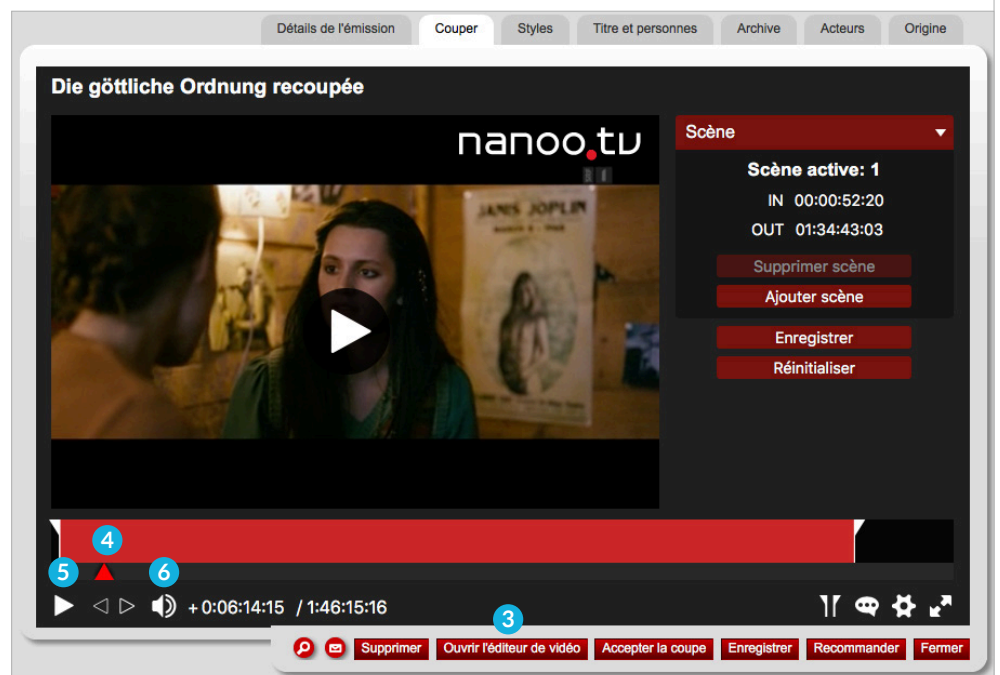 Détails de l'émission
Couper
Styles
Titre et personnes
Archive
Acteurs
Origine
Die göttliche Ordnung recoupée
nanoo.tv
JANIS JOPLIN
Scène
Scène active: 1
IN 00:00:52:20
OUT 01:34:43:03
Supprimer scène
Ajouter scène
Enregistrer
Réinitialiser
4
5
6
+ 0:06:14:15 / 1:46:15:16
3
Supprimer
Ouvrir l'éditeur de vidéo
Accepter la coupe
Enregistrer
Recommander
Fermer